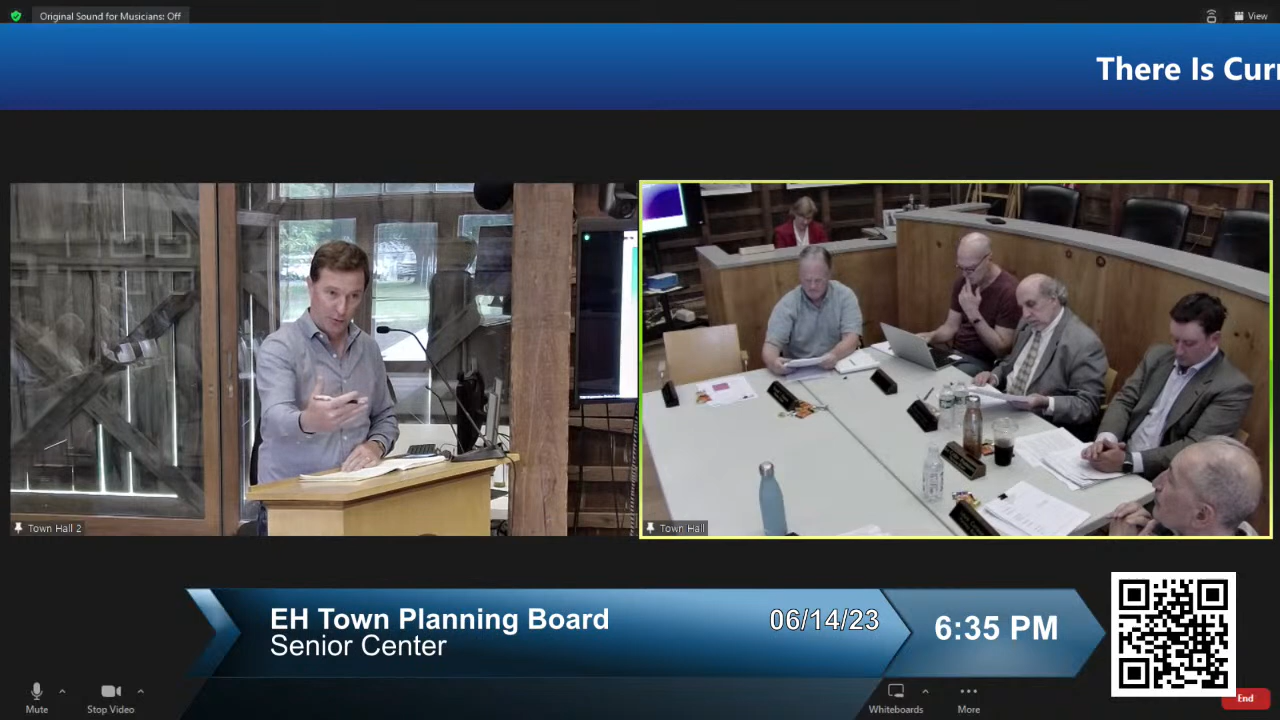 Original Sound for Musicians: Off
View
There Is Curr
Town Hall 2
Town Hall
EH Town Planning Board
06/14/23
6:35 PM
Senior Center
Mute
Stop Video
Whiteboards
More
End